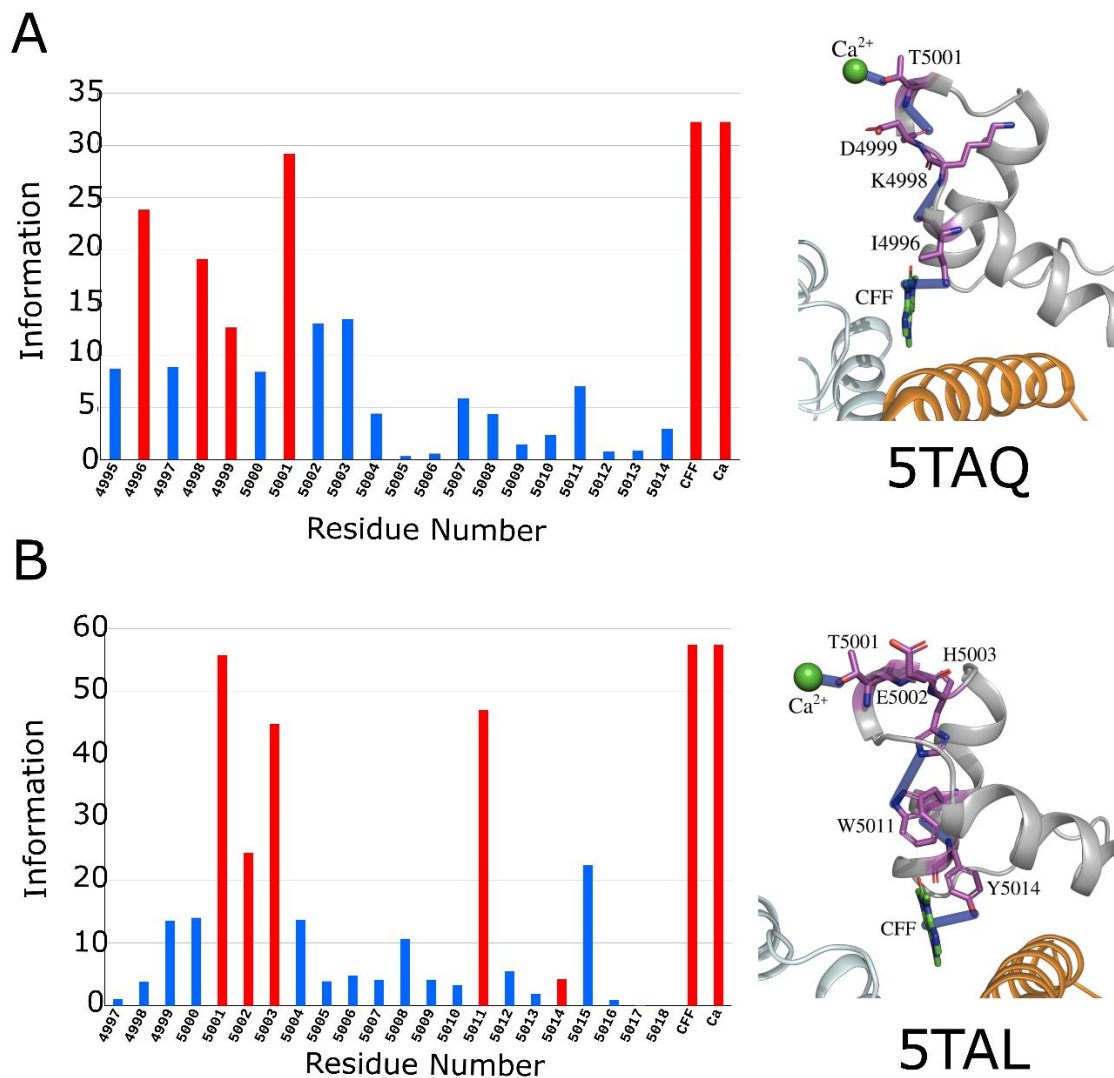 A
Information
35
30
25
20
15
10
5
0
4995
4996
4997
4998
4999
5000
5001
5002
5003
5004
5005
5006
5007
5008
5009
5010
5011
5012
5013
5014
CFF
Ca
Residue Number
Ca²⁺
T5001
D4999
K4998
I4996
CFF
5TAQ
B
Information
60
50
40
30
20
10
0
4997
4998
4999
5000
5001
5002
5003
5004
5005
5006
5007
5008
5009
5010
5011
5012
5013
5014
5015
5016
5017
5018
CFF
Ca
Residue Number
T5001
H5003
Ca²⁺
E5002
W5011
Y5014
CFF
5TAL